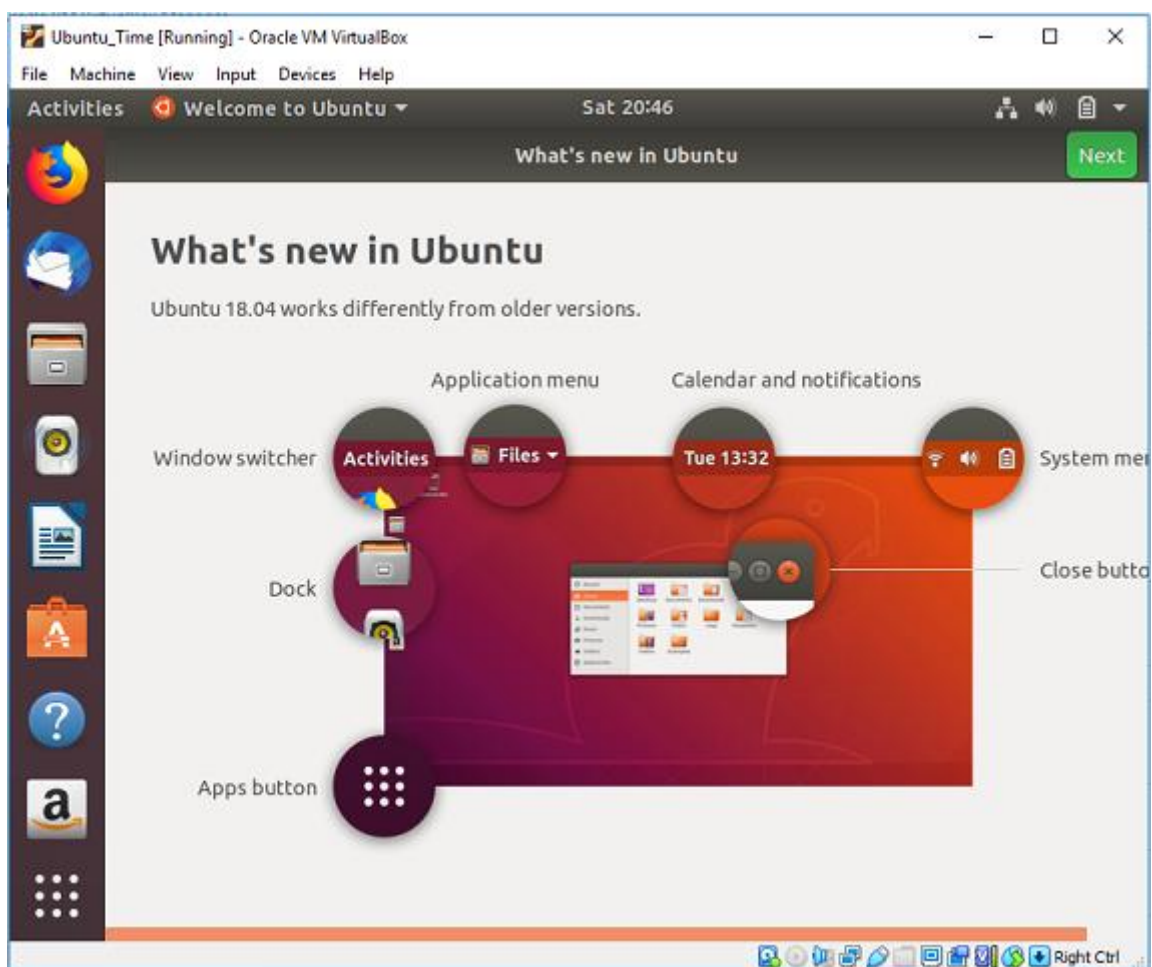 Ubuntu_Time [Running] - Oracle VM VirtualBox
File Machine View Input Devices Help
Activities Welcome to Ubuntu Sat 20:46
What's new in Ubuntu Next
What's new in Ubuntu
Ubuntu 18.04 works differently from older versions.
Application menu Calendar and notifications
Window switcher Activities Files Tue 13:32 System me
Dock Close butto
Apps button
a
Right Ctrl